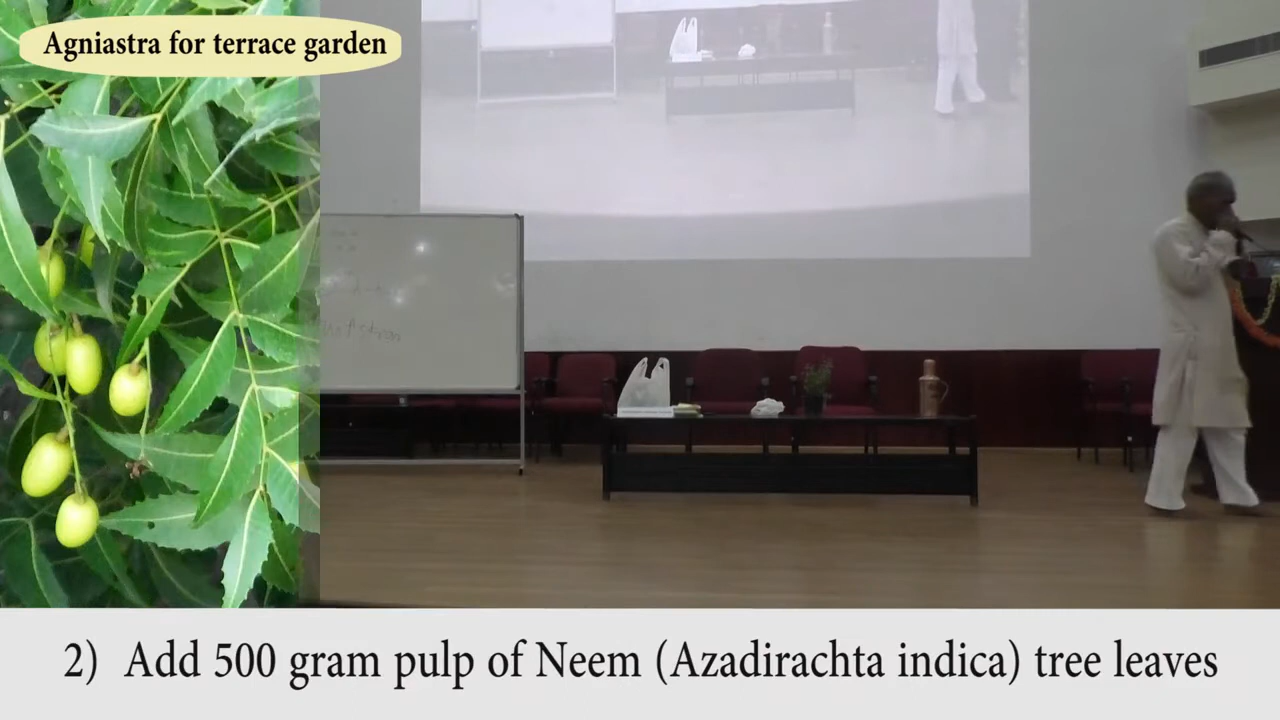 Agniastra for terrace garden
2) Add 500 gram pulp of Neem (Azadirachta indica) tree leaves